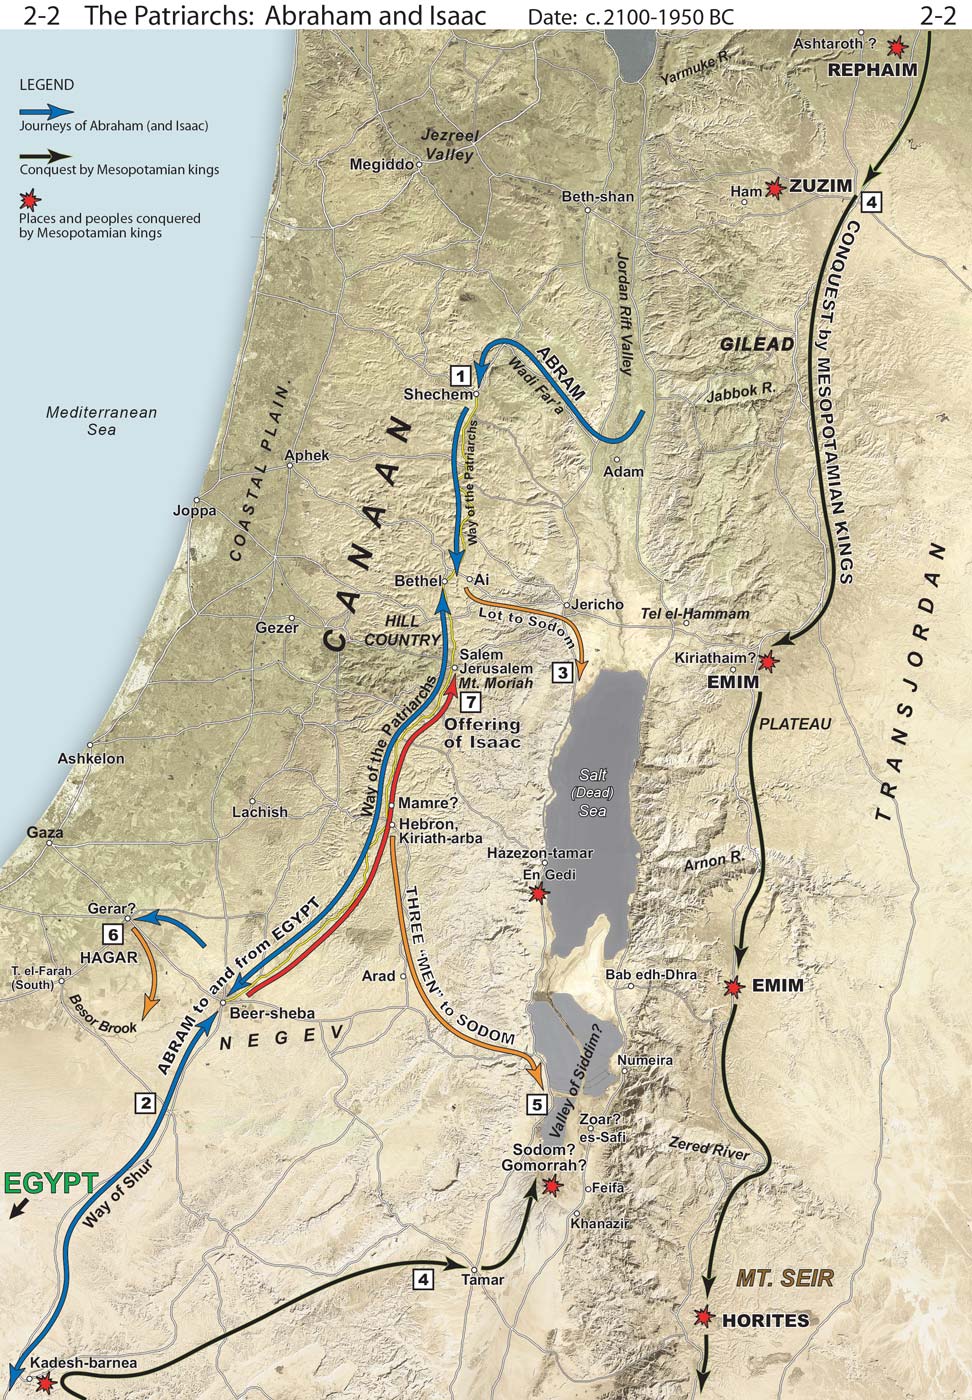 2-2 The Patriarchs: Abraham and Isaac Date: c. 2100-1950 BC 2-2
LEGEND
Journeys of Abraham (and Isaac)
Conquest by Mesopotamian kings
Places and peoples conquered
by Mesopotamian kings
Ashtaroth ?
REPHAIM
Yarmuke R.
Jezreel
Valley
Megiddo
Beth-shan
Ham
ZUZIM
4
CONQUEST by MESOPOTAMIAN KINGS
Jordan Rift Valley
GILEAD
Jabbok R.
ABRAM
Wadi Far'a
1
Shechem
Mediterranean
Sea
COASTAL PLAIN.
CANAAN
Way of the Patriarchs
Aphek
Adam
Joppa
TRANSJORDAN
Bethel
Ai
Lot to Sodom
Jericho
Tel el-Hammam
Gezer
HILL
COUNTRY
Salem
Jerusalem
Mt. Moriah
3
Kiriathaim?
EMIM
7
Offering
of Isaac
PLATEAU
Way of the Patriarchs
Ashkelon
Salt
(Dead)
Sea
Lachish
Mamre?
Hebron,
Kiriath-arba
Gaza
Hazezon-tamar
En Gedi
Arnon R.
Gerar?
6
HAGAR
ABRAM to and from EGYPT
THREE "MEN" to SODOM
T. el-Farah
(South)
Besor Brook
Arad
Bab edh-Dhra
EMIM
Beer-sheba
NEGEV
Valley of Siddim?
Numeira
2
5
Zoar?
es-Safi
Zered River
Sodom?
Gomorrah?
EGYPT
Way of Shur
Feifa
Khanazir
4
Tamar
MT. SEIR
HORITES
Kadesh-barnea